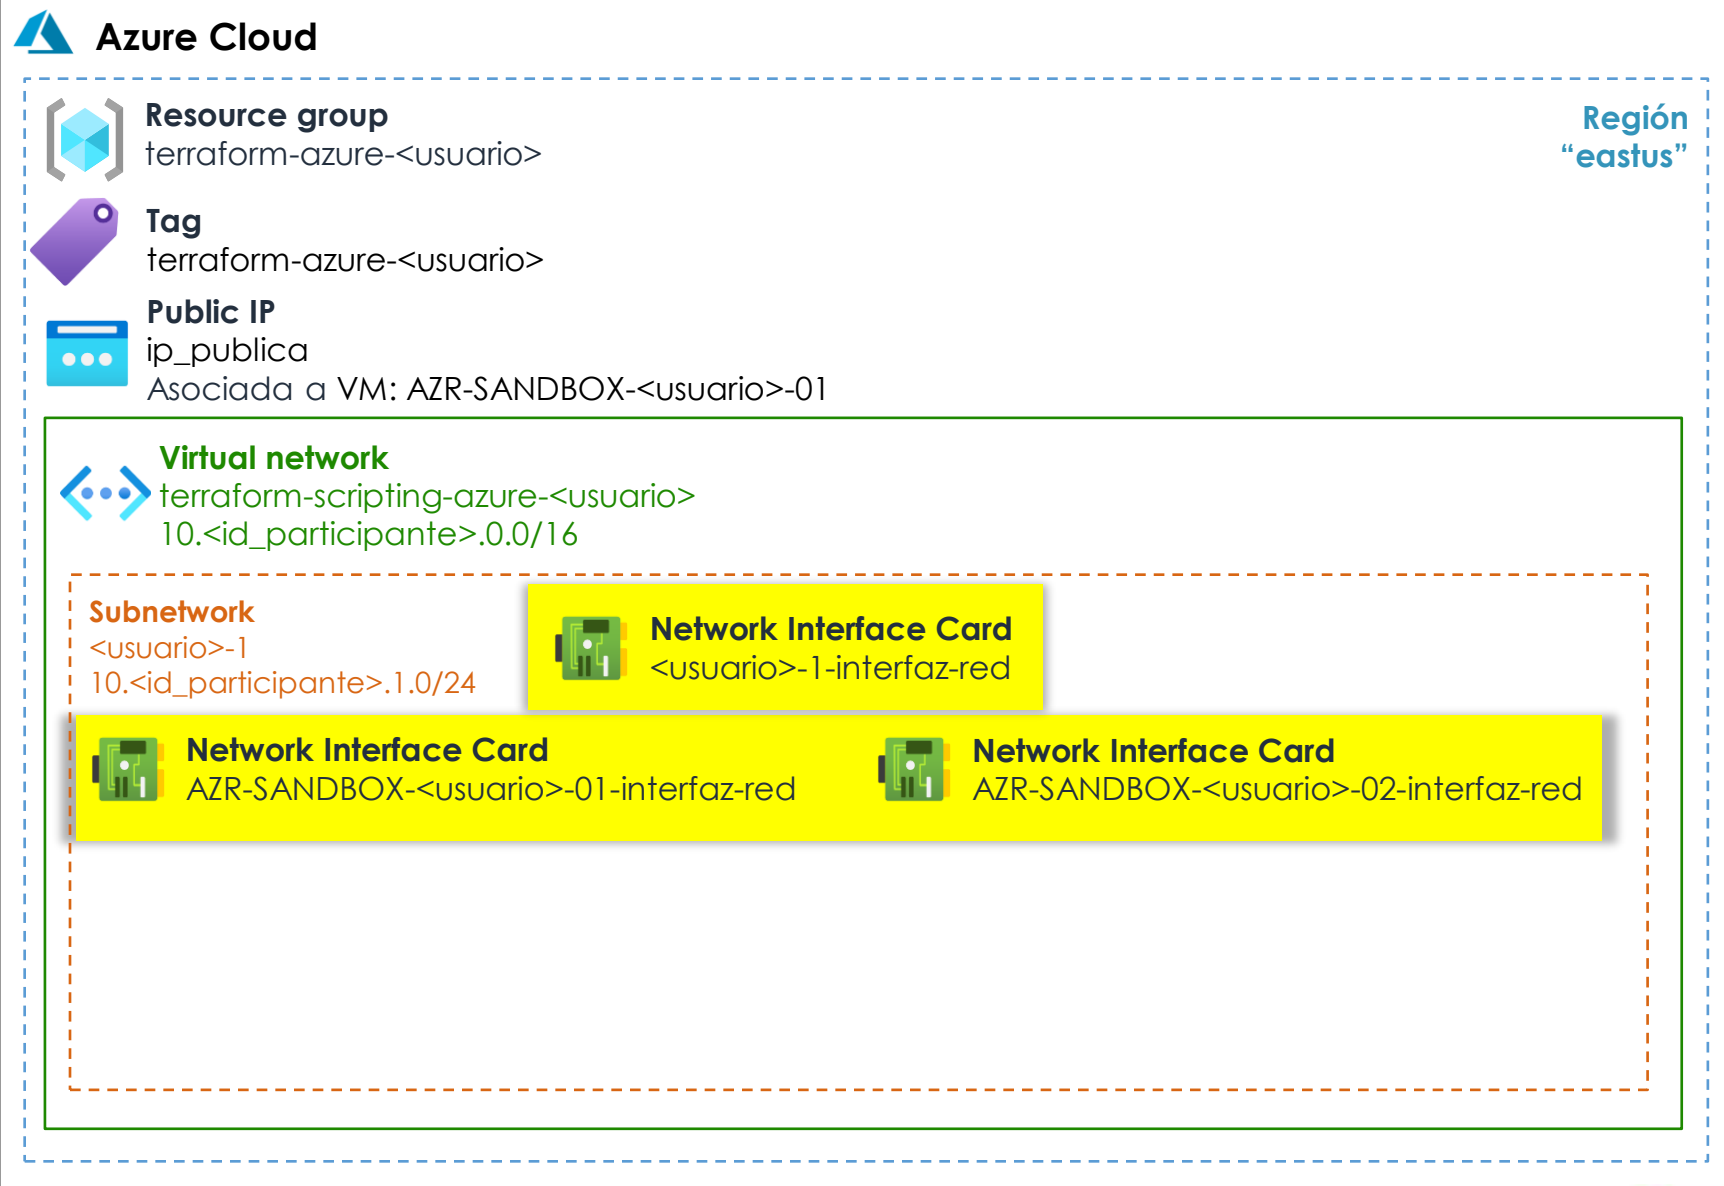 Azure Cloud
Resource group
terraform-azure-<usuario>
Región
“eastus”
Tag
terraform-azure-<usuario>
Public IP
ip_publica
Asociada a VM: AZR-SANDBOX-<usuario>-01
Virtual network
terraform-scripting-azure-<usuario>
10.<id_participante>.0.0/16
Subnetwork
<usuario>-1
10.<id_participante>.1.0/24
Network Interface Card
<usuario>-1-interfaz-red
Network Interface Card
AZR-SANDBOX-<usuario>-01-interfaz-red
Network Interface Card
AZR-SANDBOX-<usuario>-02-interfaz-red